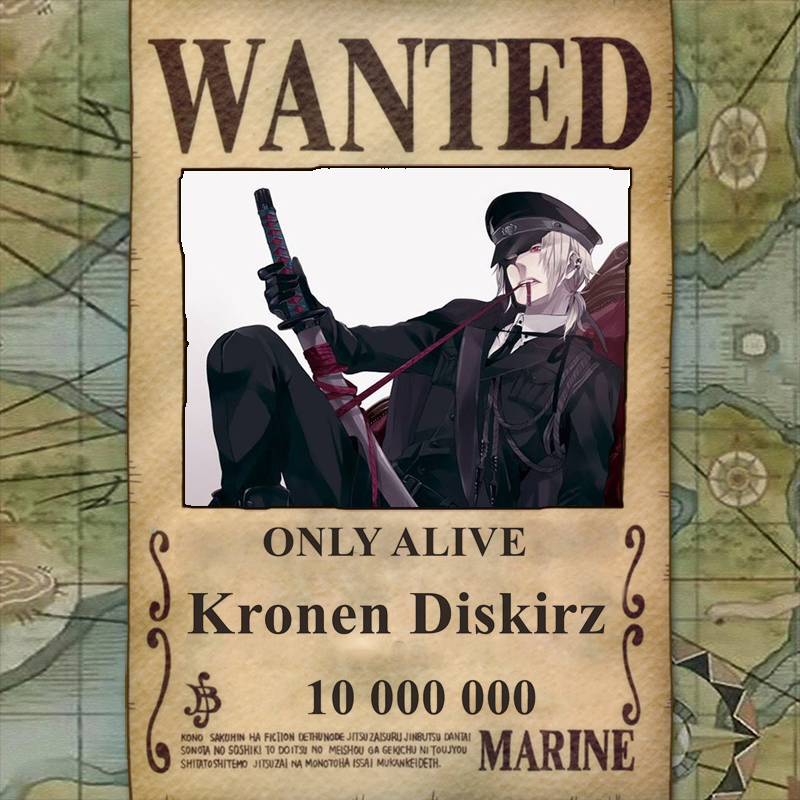 WANTED
ONLY ALIVE
Kronen Diskirz
10 000 000
KONO SAKUHIN HA FICTION DETHUNODE JITSUZAISURU JINBUTSU DANTAI
SONOTA NO SOSHIKI TO DOITSU NO MEISHOU GA GEKICHU NI TOUJYOU
SHITATOSHITEMO JITSUZAI NA MONOTOHA ISSAI MUKANKEIDETH.
MARINE